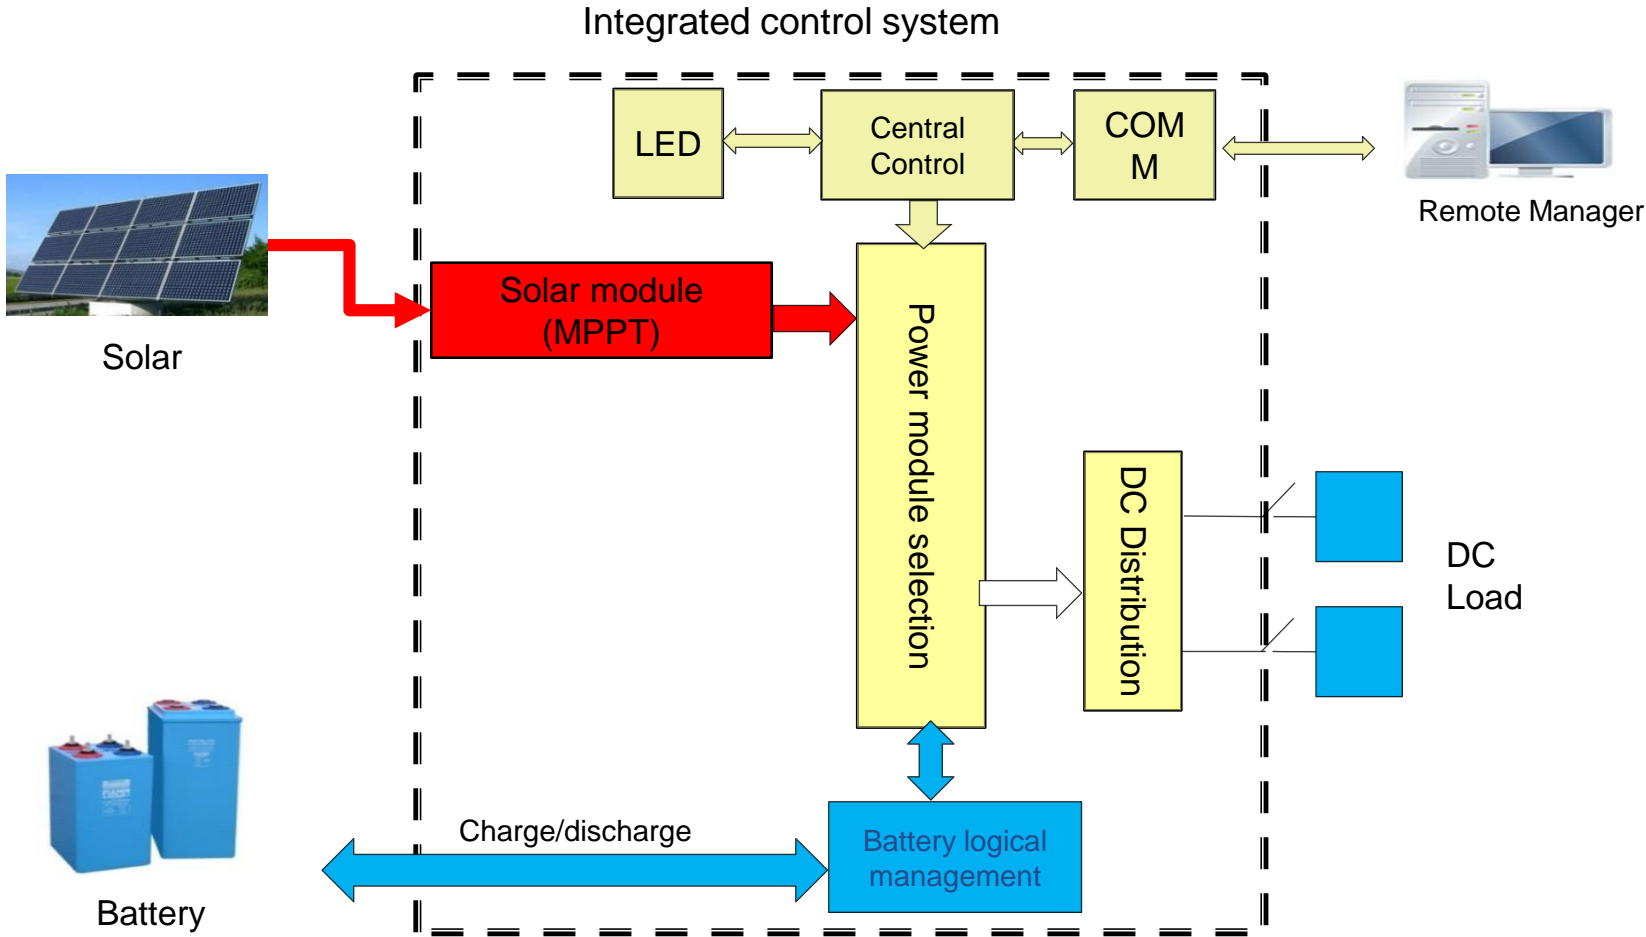 Integrated control system
LED
Central
Control
COM
M
Remote Manager
Solar module
(MPPT)
Solar
Power module selection
DC Distribution
DC
Load
Charge/discharge
Battery logical
management
Battery
FIAMM